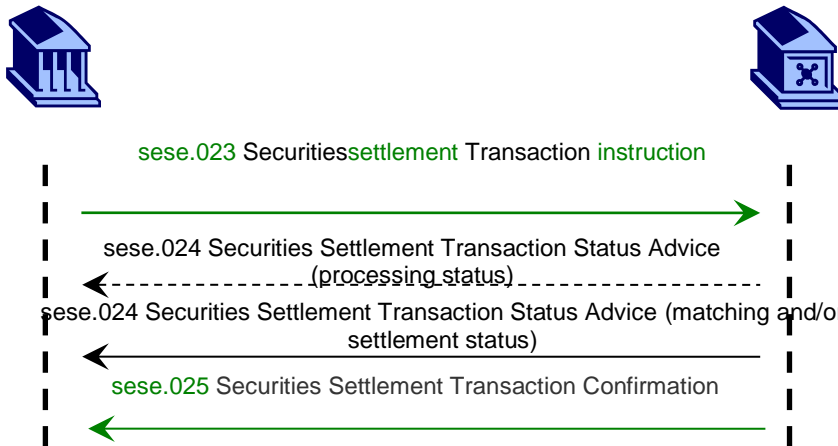 sese.023 Securitiessettlement Transaction instruction
sese.024 Securities Settlement Transaction Status Advice
(processing status)
sese.024 Securities Settlement Transaction Status Advice (matching and/or
settlement status)
sese.025 Securities Settlement Transaction Confirmation